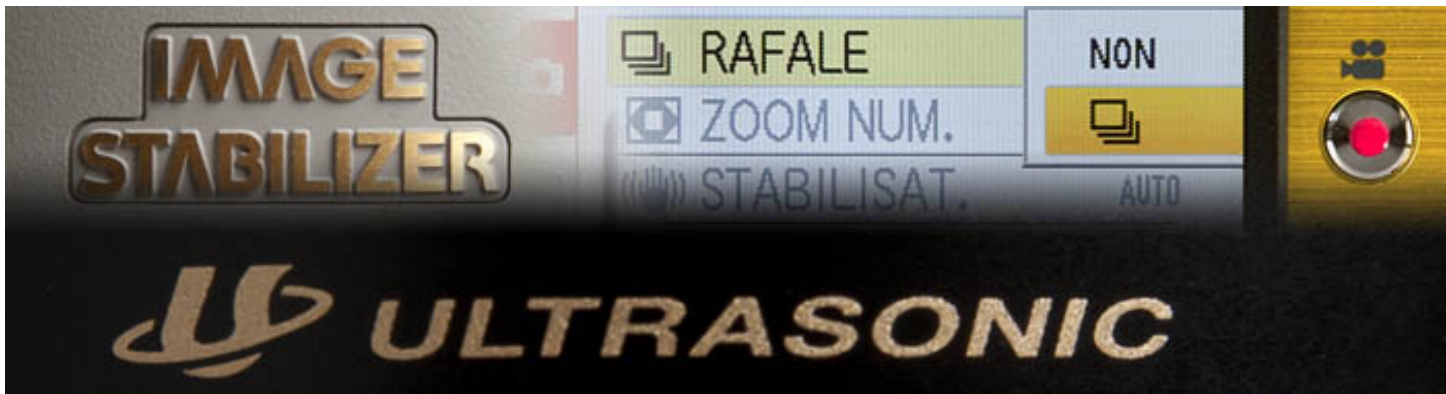 IMAGE
STABILIZER
RAFALE
NON
ZOOM NUM.
STABILISAT.
AUTO
ULTRASONIC